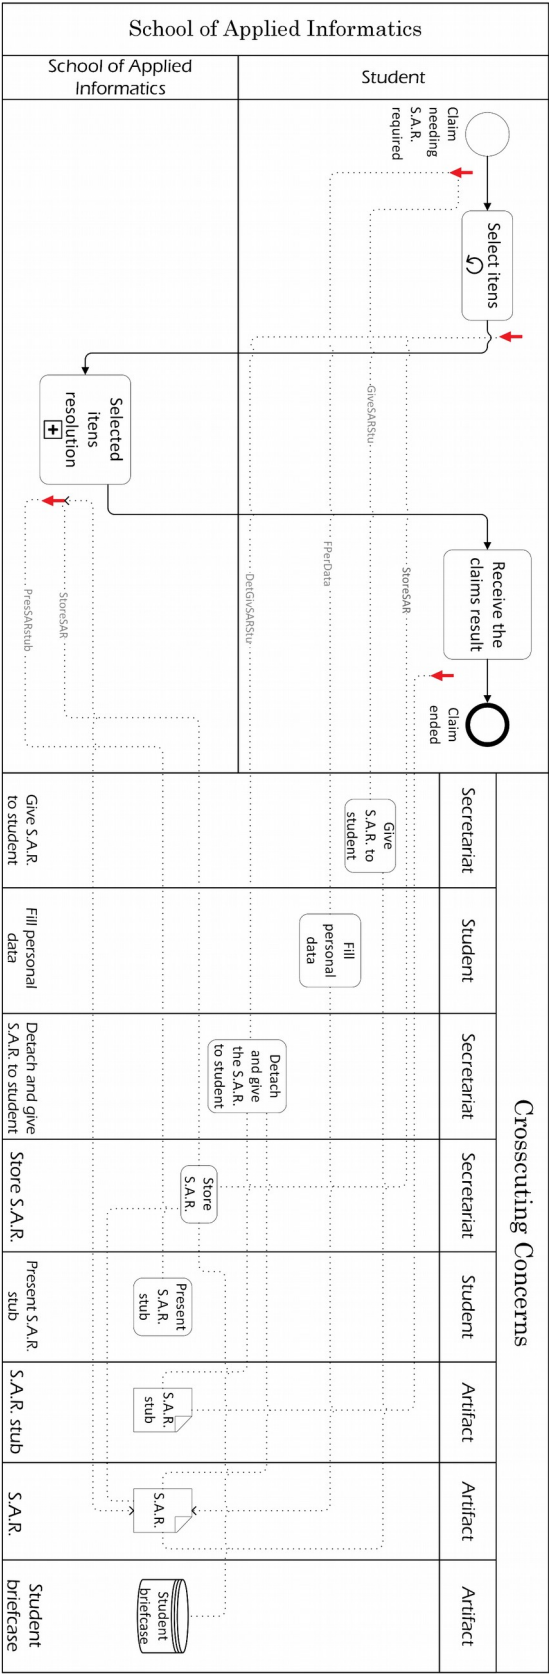 School of Applied Informatics
School of Applied
Informatics
Student
Claim
needing
S.A.R.
required
Select itens
Selected
itens
resolution
Receive the
claims result
Claim
ended
GiveSARStu
FPerData
DetGivSARStu
StoreSAR
StoreSAR
PresSARstub
Crosscuting Concerns
Secretariat
Give
S.A.R. to
student
Give S.A.R.
to student
Student
Fill
personal
data
Fill personal
data
Secretariat
Detach
and give
the S.A.R.
to student
Detach and give
S.A.R. to student
Secretariat
Store
S.A.R.
Store S.A.R.
Student
Present
S.A.R.
stub
Present S.A.R.
stub
Artifact
S.A.R.
stub
S.A.R. stub
Artifact
S.A.R.
S.A.R.
Artifact
Student
briefcase
Student
briefcase